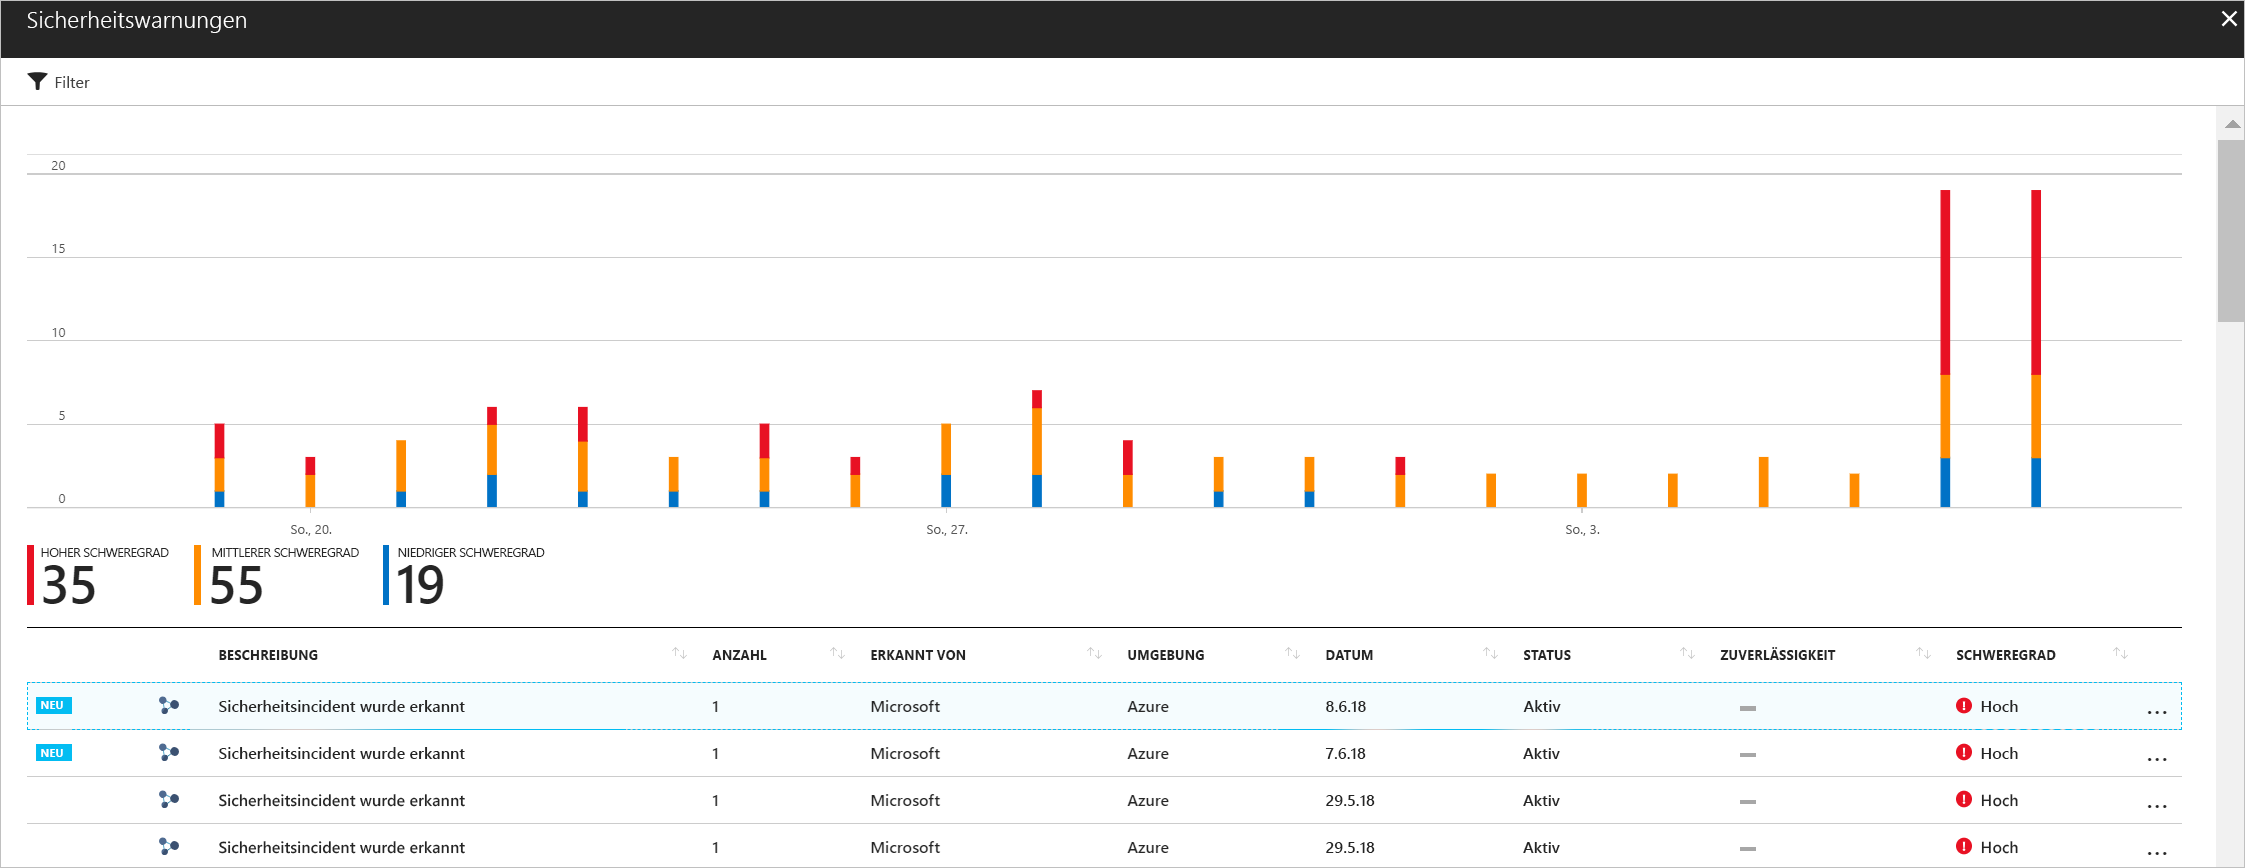 Sicherheitswarnungen
Filter
20
15
10
5
0
So., 20. So., 27. So., 3.
HOHER SCHWEREGRAD MITTLERER SCHWEREGRAD NIEDRIGER SCHWEREGRAD
35 55 19
BESCHREIBUNG ANZAHL ERKANNT VON UMGEBUNG DATUM STATUS ZUVERLÄSSIGKEIT SCHWEREGRAD
NEU Sicherheitsincident wurde erkannt 1 Microsoft Azure 8.6.18 Aktiv Hoch ...
NEU Sicherheitsincident wurde erkannt 1 Microsoft Azure 7.6.18 Aktiv Hoch ...
Sicherheitsincident wurde erkannt 1 Microsoft Azure 29.5.18 Aktiv Hoch ...
Sicherheitsincident wurde erkannt 1 Microsoft Azure 29.5.18 Aktiv Hoch ...